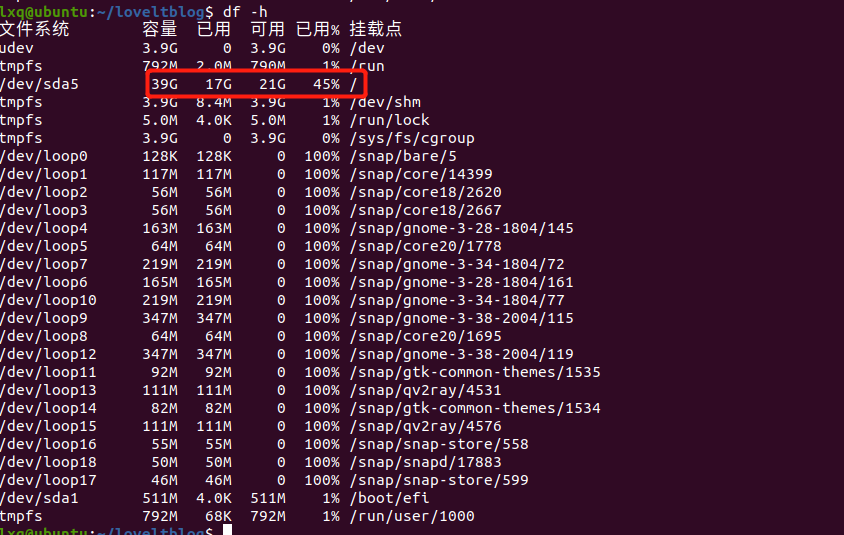 lxq@ubuntu:~/loveltblog$ df -h
文件系统 容量 已用 可用 已用% 挂载点
udev 3.9G 0 3.9G 0% /dev
tmpfs 792M 2.0M 790M 1% /run
/dev/sda5 39G 17G 21G 45% /
tmpfs 3.9G 8.4M 3.9G 1% /dev/shm
tmpfs 5.0M 4.0K 5.0M 1% /run/lock
tmpfs 3.9G 0 3.9G 0% /sys/fs/cgroup
/dev/loop0 128K 128K 0 100% /snap/bare/5
/dev/loop1 117M 117M 0 100% /snap/core/14399
/dev/loop2 56M 56M 0 100% /snap/core18/2620
/dev/loop3 56M 56M 0 100% /snap/core18/2667
/dev/loop4 163M 163M 0 100% /snap/gnome-3-28-1804/145
/dev/loop5 64M 64M 0 100% /snap/core20/1778
/dev/loop7 219M 219M 0 100% /snap/gnome-3-34-1804/72
/dev/loop6 165M 165M 0 100% /snap/gnome-3-28-1804/161
/dev/loop10 219M 219M 0 100% /snap/gnome-3-34-1804/77
/dev/loop9 347M 347M 0 100% /snap/gnome-3-38-2004/115
/dev/loop8 64M 64M 0 100% /snap/core20/1695
/dev/loop12 347M 347M 0 100% /snap/gnome-3-38-2004/119
/dev/loop11 92M 92M 0 100% /snap/gtk-common-themes/1535
/dev/loop13 111M 111M 0 100% /snap/qv2ray/4531
/dev/loop14 82M 82M 0 100% /snap/gtk-common-themes/1534
/dev/loop15 111M 111M 0 100% /snap/qv2ray/4576
/dev/loop16 55M 55M 0 100% /snap/snap-store/558
/dev/loop18 50M 50M 0 100% /snap/snapd/17883
/dev/loop17 46M 46M 0 100% /snap/snap-store/599
/dev/sda1 511M 4.0K 511M 1% /boot/efi
tmpfs 792M 68K 792M 1% /run/user/1000
lxq@ubuntu:~/loveltblog$